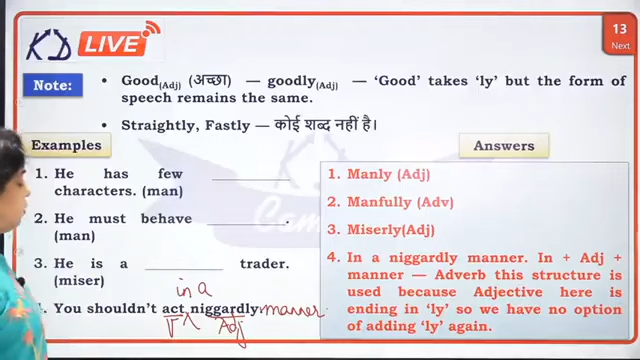 KD LIVE
13
Next
Note:
• Good(Adj) (अच्छा) — goodly(Adj) — 'Good' takes 'ly' but the form of
speech remains the same.
• Straightly, Fastly — कोई शब्द नहीं है।
Examples
Answers
1. He has few ________
characters. (man)
2. He must behave ________.
(man)
3. He is a ________ trader.
(miser)
in a
You shouldn't act niggardly manner.
V Adj
1. Manly (Adj)
2. Manfully (Adv)
3. Miserly(Adj)
4. In a niggardly manner. In + Adj +
manner — Adverb this structure is
used because Adjective here is
ending in 'ly' so we have no option
of adding 'ly' again.